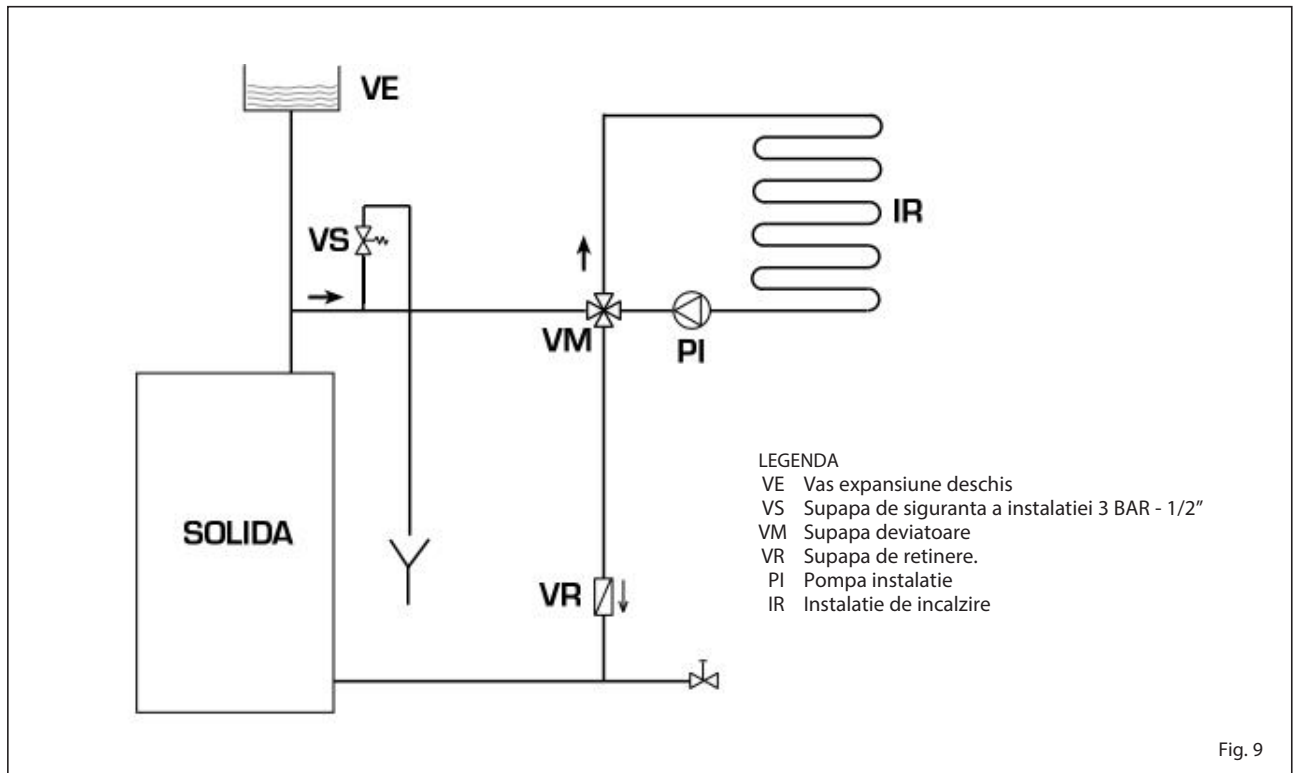 VE
VS
IR
VM
PI
SOLIDA
VR
LEGENDA
VE Vas expansiune deschis
VS Supapa de siguranta a instalatiei 3 BAR - 1/2"
VM Supapa deviatoare
VR Supapa de retinere.
PI Pompa instalatie
IR Instalatie de incalzire
Fig. 9